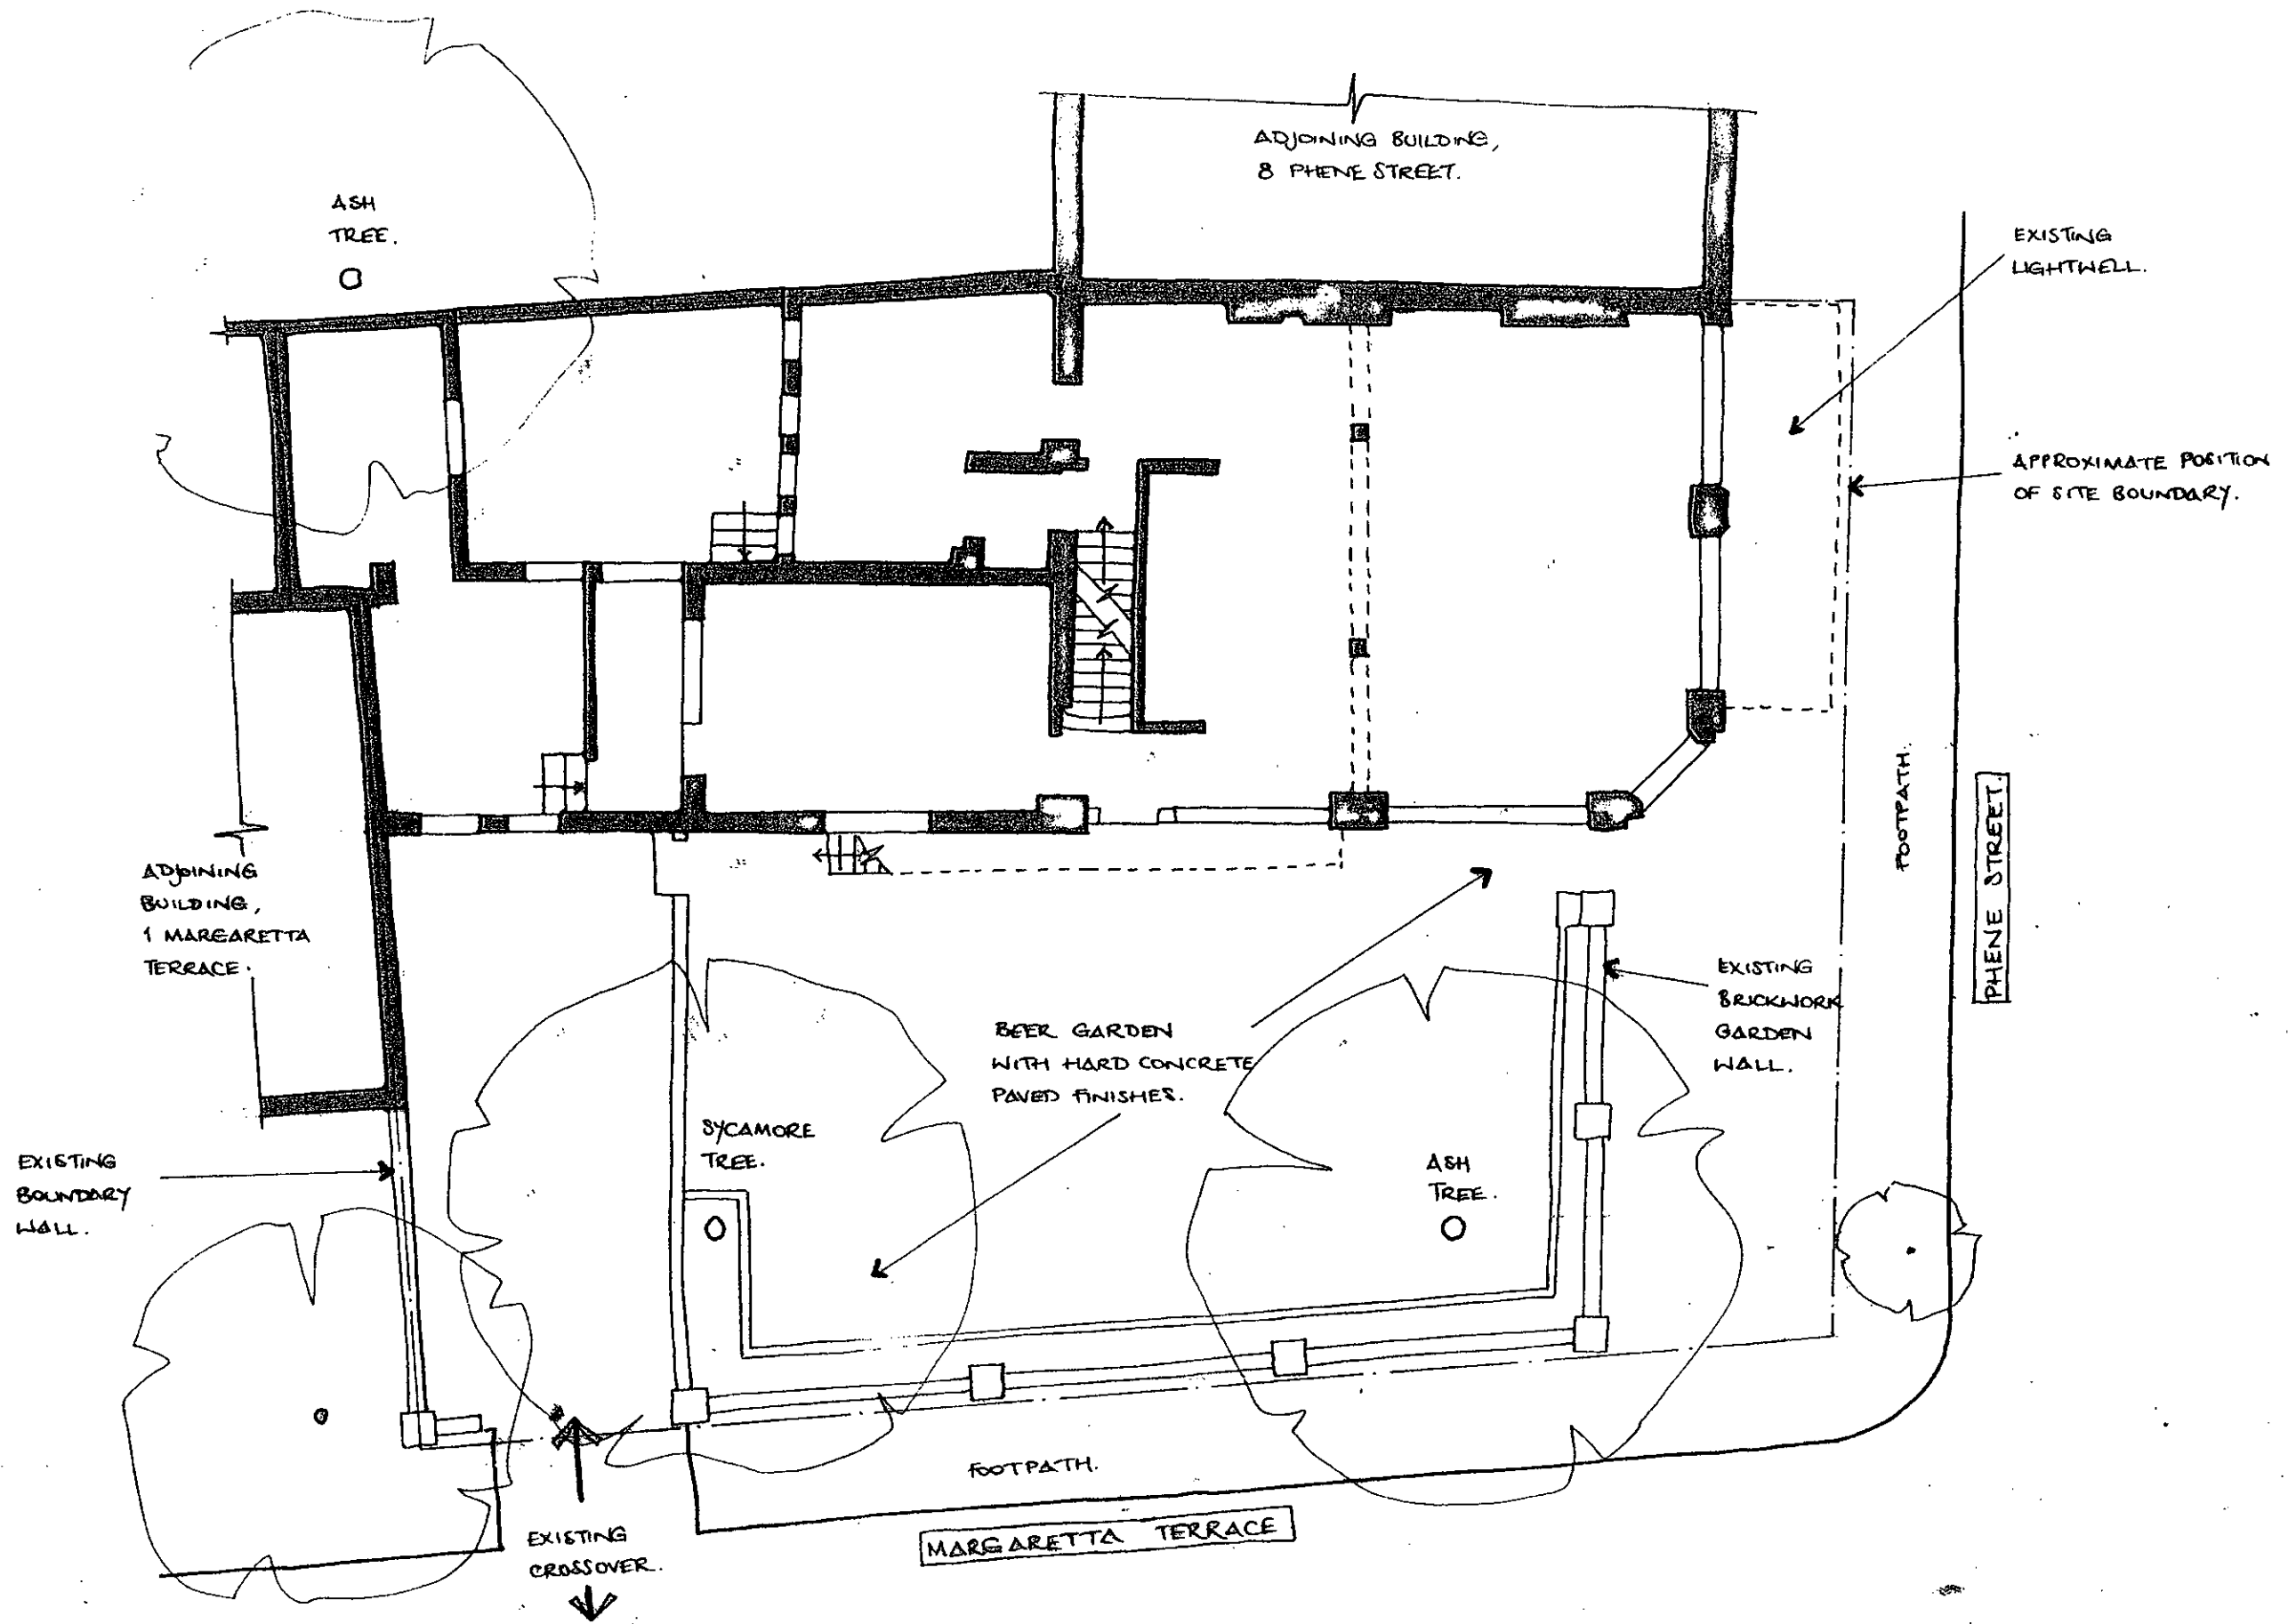 ADJOINING BUILDING,
8 PHENE STREET.
ASH
TREE.
EXISTING
LIGHTWELL.
APPROXIMATE POSITION
OF SITE BOUNDARY.
FOOTPATH.
PHENE STREET.
ADJOINING
BUILDING,
1 MARGARETTA
TERRACE.
EXISTING
BRICKWORK
GARDEN
WALL.
BEER GARDEN
WITH HARD CONCRETE
PAVED FINISHES.
SYCAMORE
TREE.
ASH
TREE.
EXISTING
BOUNDARY
WALL.
FOOTPATH.
EXISTING
CROSSOVER.
MARGARETTA TERRACE